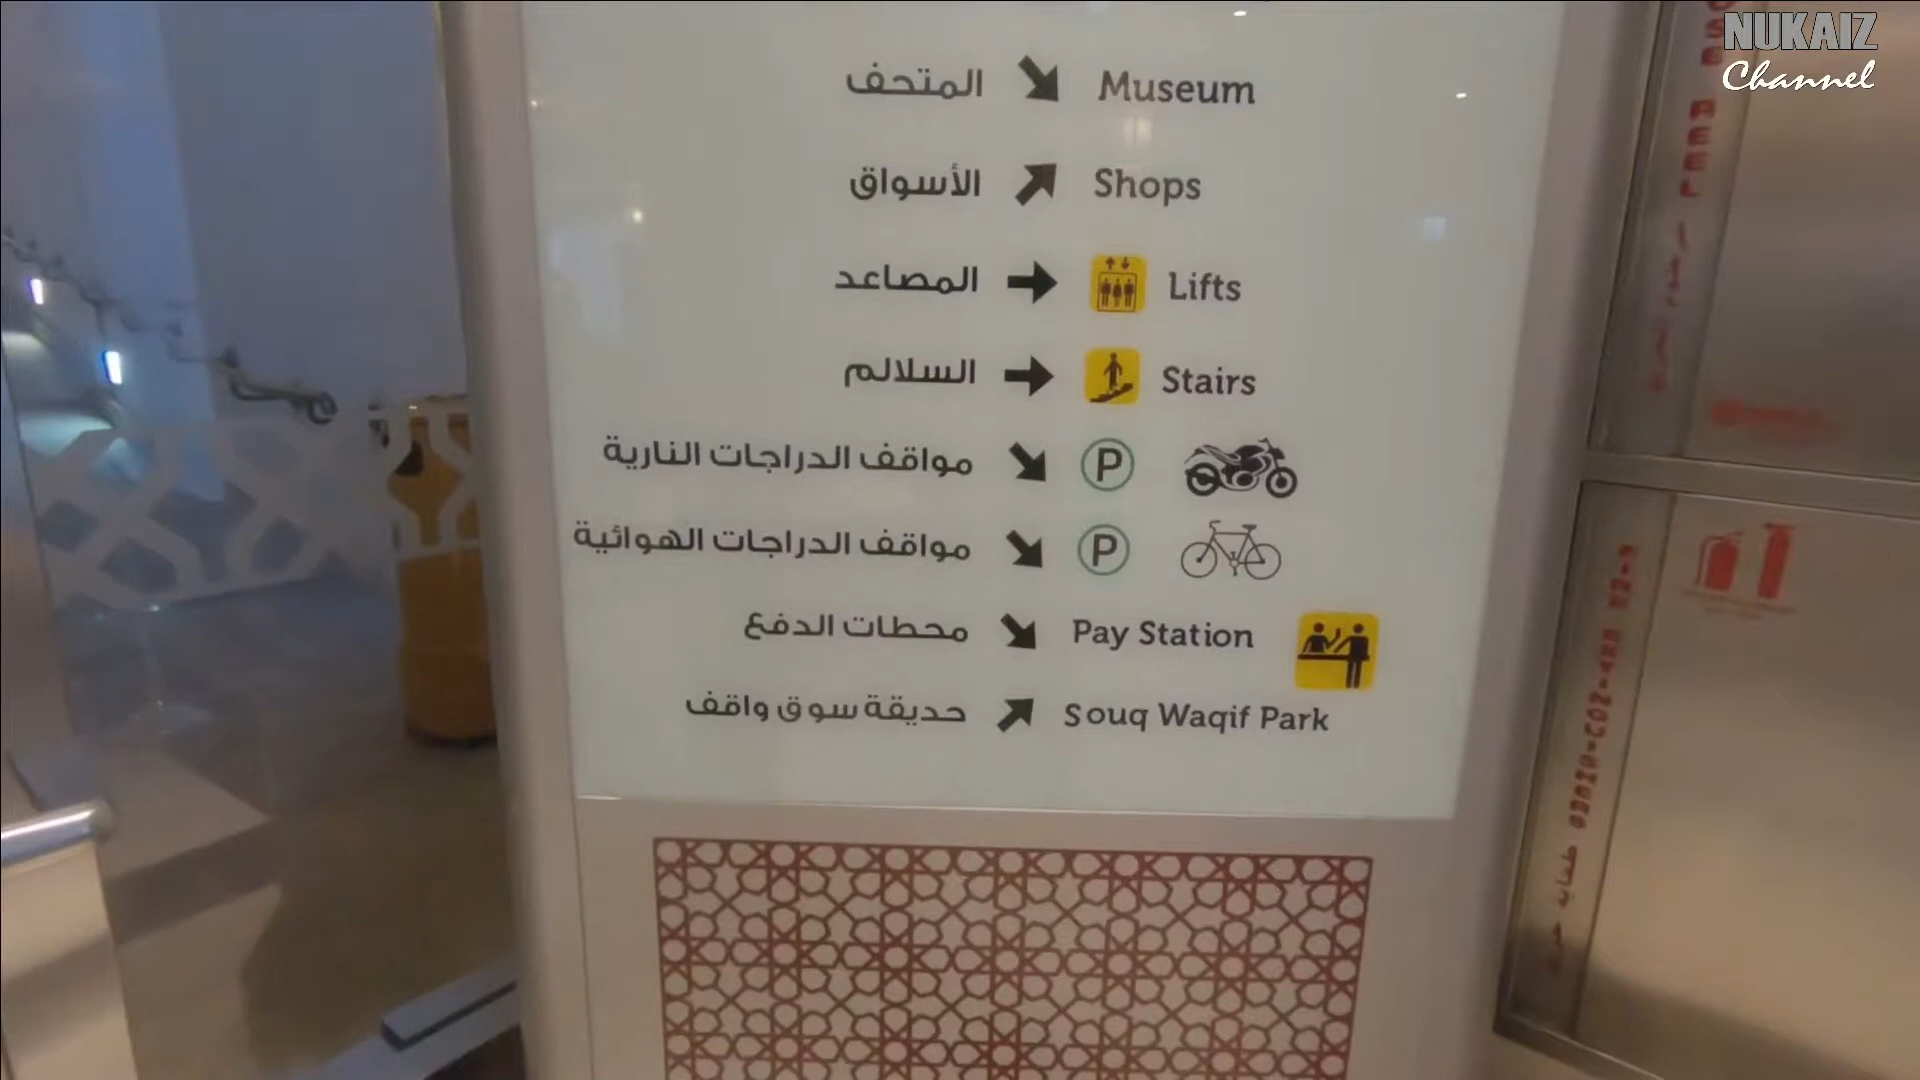 NUKAIZ
Channel
المتحف Museum
الأسواق Shops
المصاعد Lifts
السلالم Stairs
مواقف الدراجات النارية P
مواقف الدراجات الهوائية P
محطات الدفع Pay Station
حديقة سوق واقف Souq Waqif Park